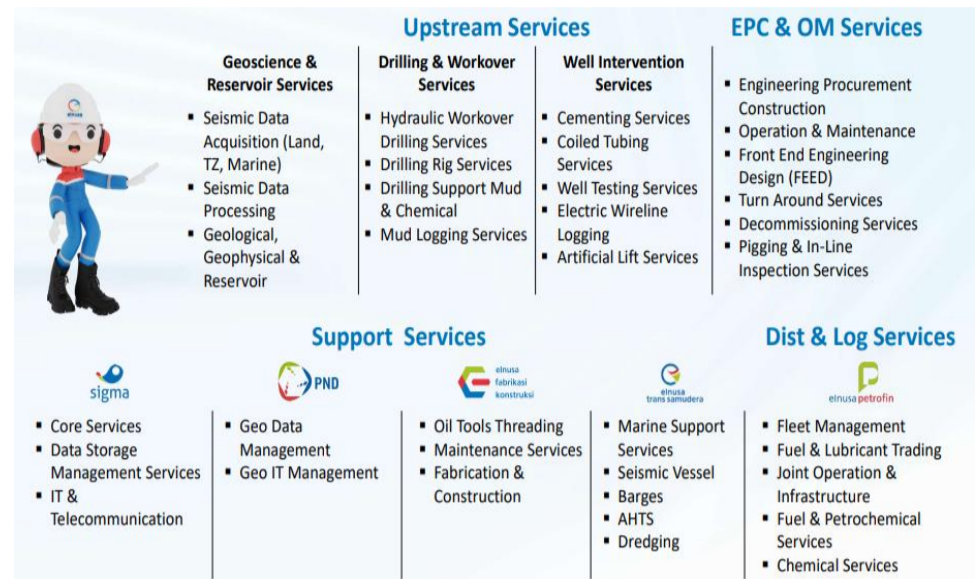 Upstream Services
Geoscience &
Reservoir Services
▪ Seismic Data
Acquisition (Land,
TZ, Marine)
▪ Seismic Data
Processing
▪ Geological,
Geophysical &
Reservoir
Drilling & Workover
Services
▪ Hydraulic Workover
Drilling Services
▪ Drilling Rig Services
▪ Drilling Support Mud
& Chemical
▪ Mud Logging Services
Well Intervention
Services
▪ Cementing Services
▪ Coiled Tubing
Services
▪ Well Testing Services
▪ Electric Wireline
Logging
▪ Artificial Lift Services
EPC & OM Services
▪ Engineering Procurement
Construction
▪ Operation & Maintenance
▪ Front End Engineering
Design (FEED)
▪ Turn Around Services
▪ Decommissioning Services
▪ Pigging & In-Line
Inspection Services
elnusa
Support Services
sigma
▪ Core Services
▪ Data Storage
Management Services
▪ IT &
Telecommunication
PND
▪ Geo Data
Management
▪ Geo IT Management
elnusa
fabrikasi
konstruksi
▪ Oil Tools Threading
▪ Maintenance Services
▪ Fabrication &
Construction
elnusa
trans samudera
▪ Marine Support
Services
▪ Seismic Vessel
▪ Barges
▪ AHTS
▪ Dredging
Dist & Log Services
elnusa petrofin
▪ Fleet Management
▪ Fuel & Lubricant Trading
▪ Joint Operation &
Infrastructure
▪ Fuel & Petrochemical
Services
▪ Chemical Services